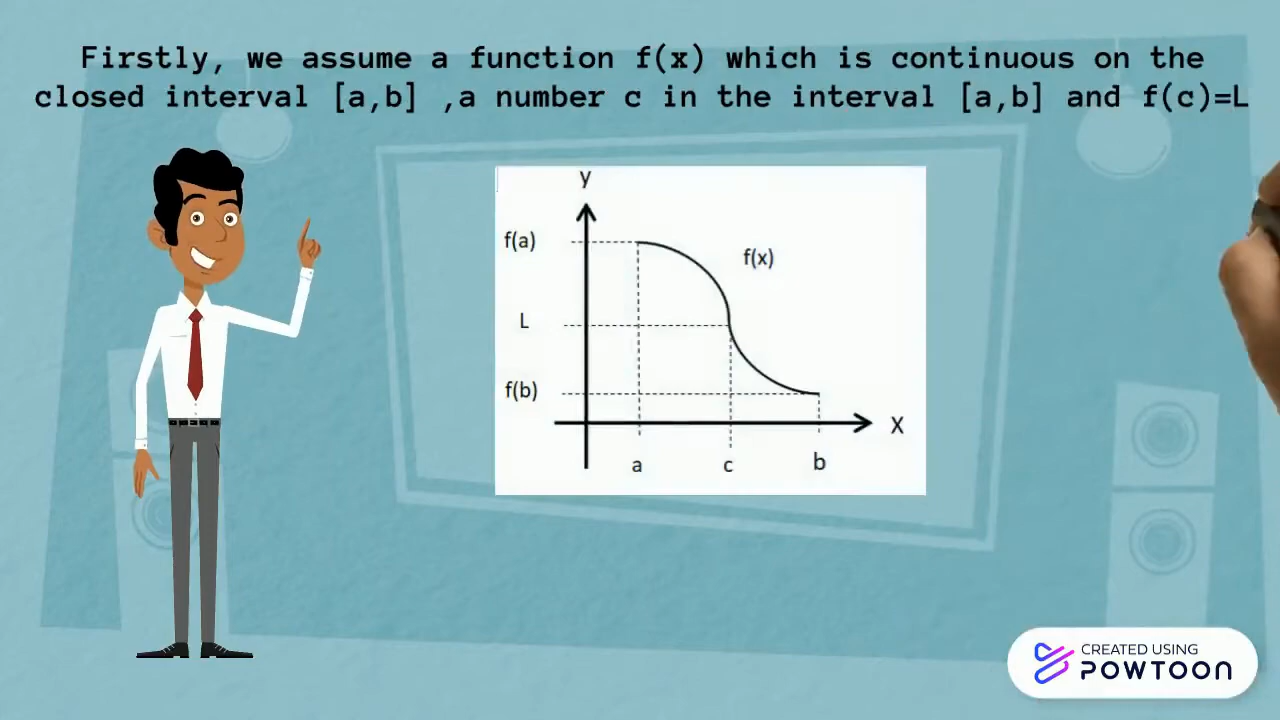 Firstly, we assume a function f(x) which is continuous on the
closed interval [a,b] ,a number c in the interval [a,b] and f(c)=L
y
f(a)
f(x)
L
f(b)
X
a
c
b
CREATED USING
POWTOON